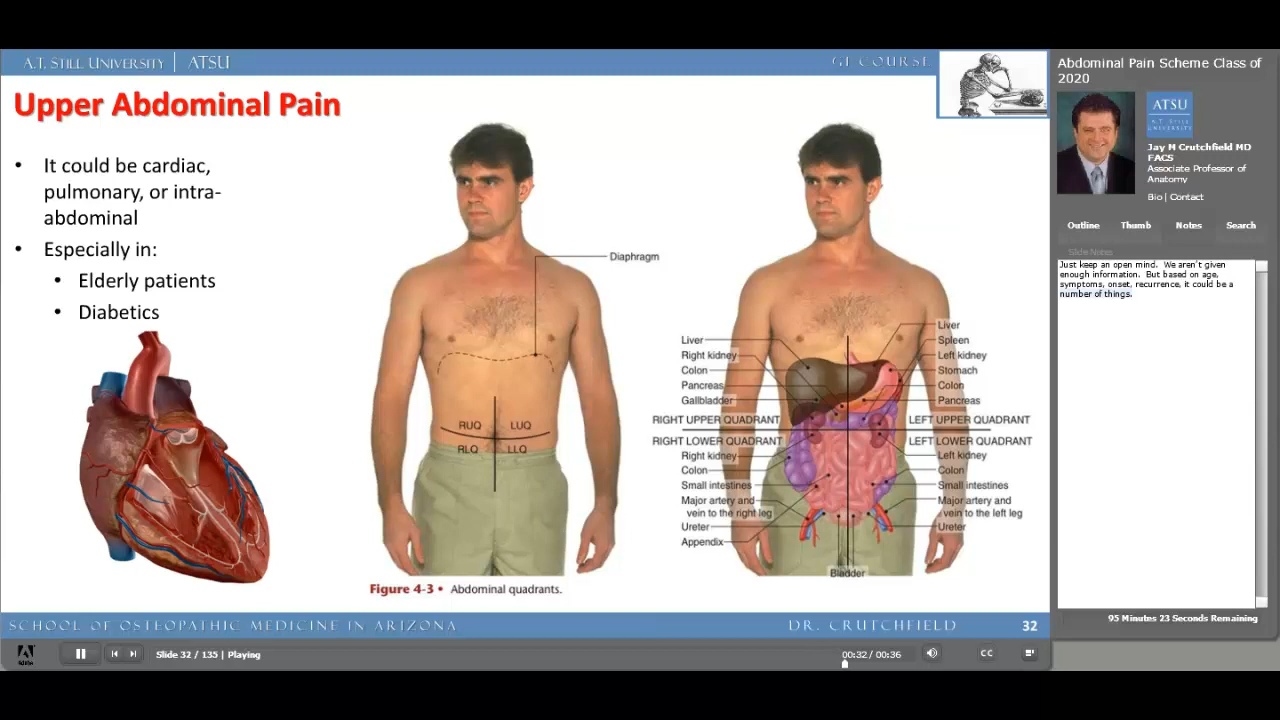 A.T. STILL UNIVERSITY | ATSU
GI COURSE
Upper Abdominal Pain
• It could be cardiac,
pulmonary, or intra-
abdominal
• Especially in:
• Elderly patients
• Diabetics
Diaphragm
RUQ LUQ
RLQ LLQ
Figure 4-3 • Abdominal quadrants.
Liver
Right kidney
Colon
Pancreas
Gallbladder
RIGHT UPPER QUADRANT
RIGHT LOWER QUADRANT
Right kidney
Colon
Small intestines
Major artery and
vein to the right leg
Ureter
Appendix
Liver
Spleen
Left kidney
Stomach
Colon
Pancreas
LEFT UPPER QUADRANT
LEFT LOWER QUADRANT
Left kidney
Colon
Small intestines
Major artery and
vein to the left leg
Ureter
Bladder
SCHOOL OF OSTEOPATHIC MEDICINE IN ARIZONA
DR. CRUTCHFIELD
32
Slide 32 / 135 | Playing
00:32 / 00:36
CC
Abdominal Pain Scheme Class of
2020
ATSU
A.T. STILL
UNIVERSITY
Jay M Crutchfield MD
FACS
Associate Professor of
Anatomy
Bio | Contact
Outline Thumb Notes Search
Slide Notes
Just keep an open mind. We aren't given
enough information. But based on age,
symptoms, onset, recurrence, it could be a
number of things.
95 Minutes 23 Seconds Remaining